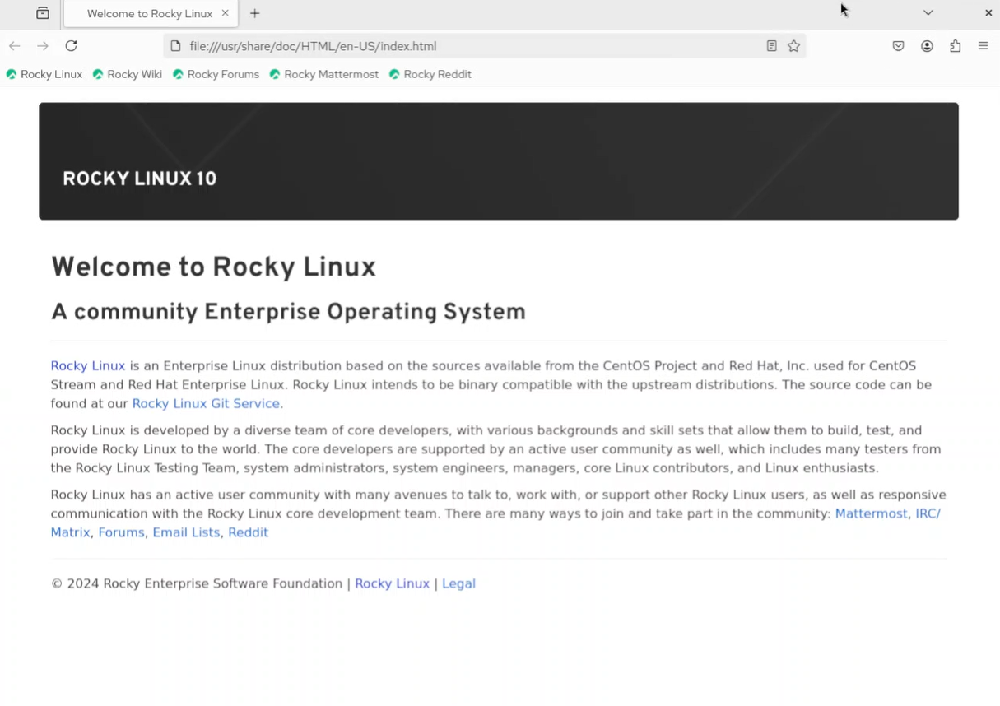 Welcome to Rocky Linux
file:///usr/share/doc/HTML/en-US/index.html
Rocky Linux Rocky Wiki Rocky Forums Rocky Mattermost Rocky Reddit
ROCKY LINUX 10
Welcome to Rocky Linux
A community Enterprise Operating System
Rocky Linux is an Enterprise Linux distribution based on the sources available from the CentOS Project and Red Hat, Inc. used for CentOS
Stream and Red Hat Enterprise Linux. Rocky Linux intends to be binary compatible with the upstream distributions. The source code can be
found at our Rocky Linux Git Service.
Rocky Linux is developed by a diverse team of core developers, with various backgrounds and skill sets that allow them to build, test, and
provide Rocky Linux to the world. The core developers are supported by an active user community as well, which includes many testers from
the Rocky Linux Testing Team, system administrators, system engineers, managers, core Linux contributors, and Linux enthusiasts.
Rocky Linux has an active user community with many avenues to talk to, work with, or support other Rocky Linux users, as well as responsive
communication with the Rocky Linux core development team. There are many ways to join and take part in the community: Mattermost, IRC/
Matrix, Forums, Email Lists, Reddit
© 2024 Rocky Enterprise Software Foundation | Rocky Linux | Legal